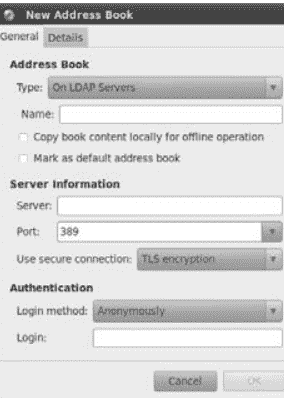 New Address Book
General Details
Address Book
Type: On LDAP Servers
Name:
Copy book content locally for offline operation
Mark as default address book
Server Information
Server:
Port: 389
Use secure connection: TLS encryption
Authentication
Login method: Anonymously
Login:
Cancel OK